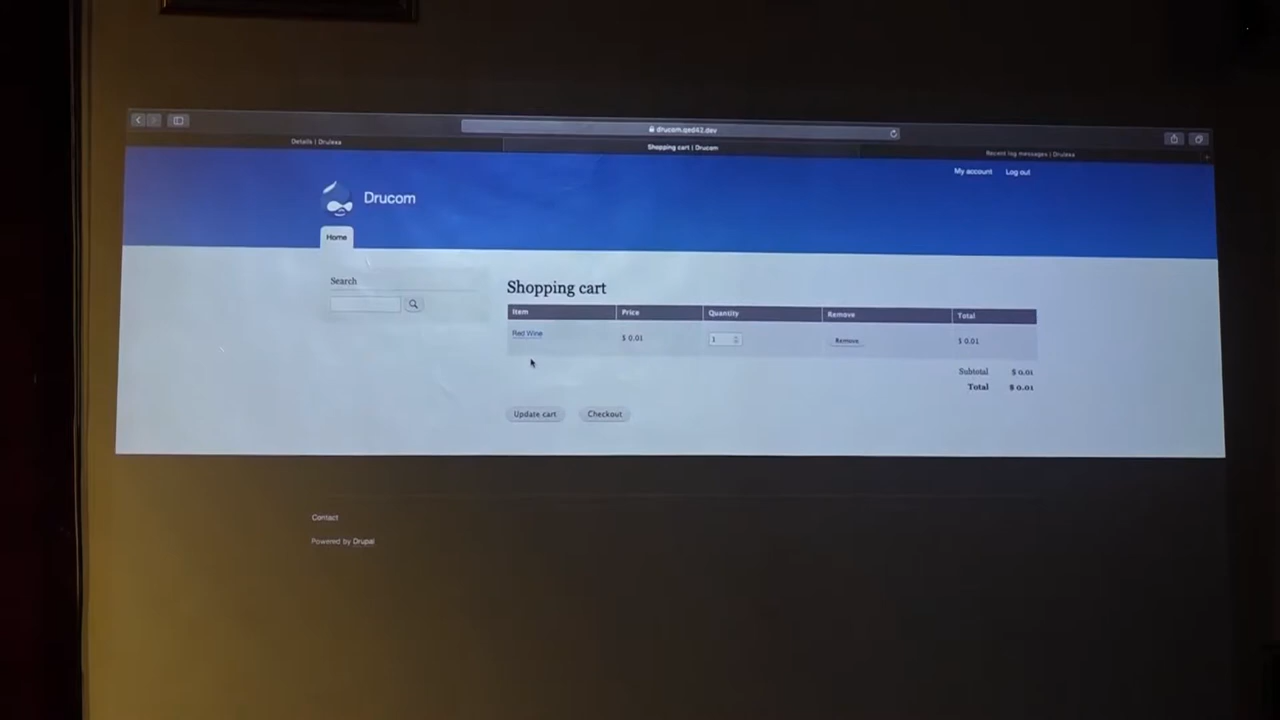 drucom.qed42.dev
Details | Drulexa
Shopping cart | Drucom
Recent log messages | Drulexa
My account Log out
Drucom
Home
Search
Shopping cart
Item Price Quantity Remove Total
Red Wine $ 0.01 1 Remove $ 0.01
Subtotal $ 0.01
Total $ 0.01
Update cart Checkout
Contact
Powered by Drupal